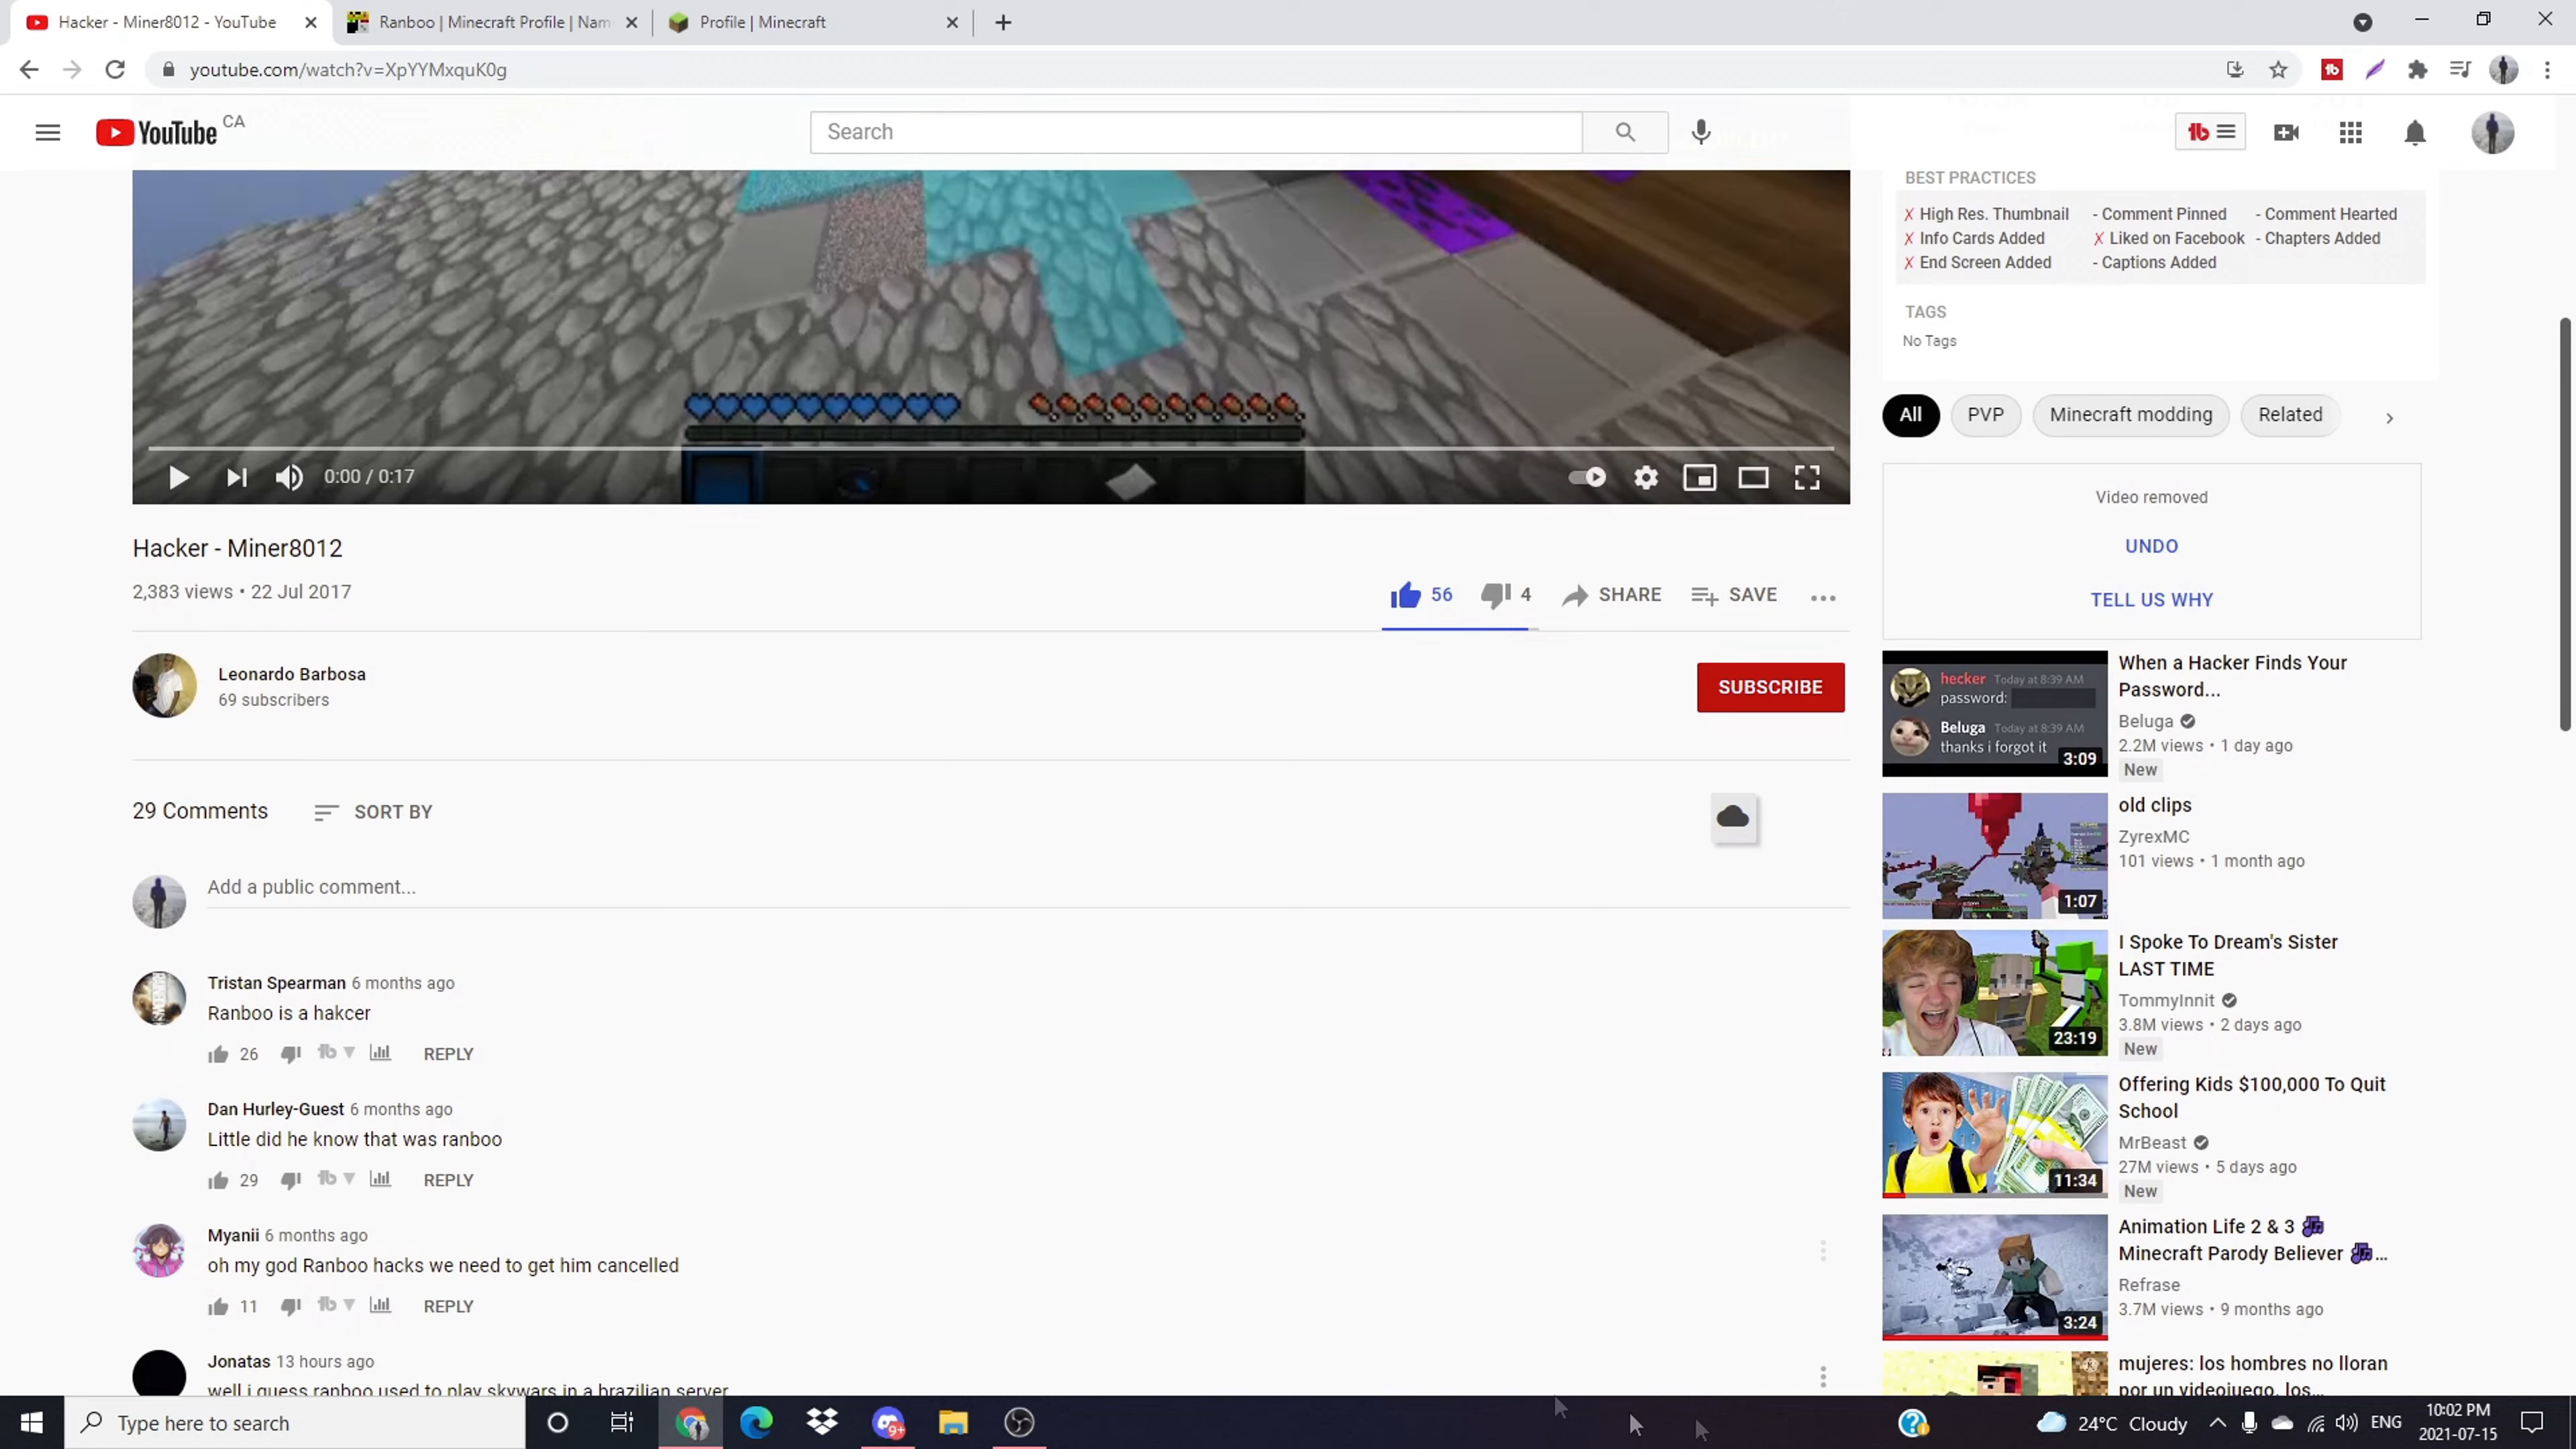 Hacker - Miner8012 - YouTube
Ranboo | Minecraft Profile | Nam
Profile | Minecraft
youtube.com/watch?v=XpYYMxquK0g
YouTube CA
Search
BEST PRACTICES
X High Res. Thumbnail - Comment Pinned - Comment Hearted
X Info Cards Added X Liked on Facebook - Chapters Added
X End Screen Added - Captions Added
TAGS
No Tags
All PVP Minecraft modding Related
0:00 / 0:17
Video removed
UNDO
TELL US WHY
Hacker - Miner8012
2,383 views • 22 Jul 2017
56 4 SHARE SAVE
Leonardo Barbosa
69 subscribers
SUBSCRIBE
29 Comments SORT BY
Add a public comment...
Tristan Spearman 6 months ago
Ranboo is a hakcer
26 REPLY
Dan Hurley-Guest 6 months ago
Little did he know that was ranboo
29 REPLY
Myanii 6 months ago
oh my god Ranboo hacks we need to get him cancelled
11 REPLY
Jonatas 13 hours ago
well i guess ranboo used to play skywars in a brazilian server
hecker Today at 8:39 AM
password:
Beluga Today at 8:39 AM
thanks i forgot it
3:09
When a Hacker Finds Your
Password...
Beluga
2.2M views • 1 day ago
New
1:07
old clips
ZyrexMC
101 views • 1 month ago
23:19
I Spoke To Dream's Sister
LAST TIME
TommyInnit
3.8M views • 2 days ago
New
11:34
Offering Kids $100,000 To Quit
School
MrBeast
27M views • 5 days ago
New
3:24
Animation Life 2 & 3
Minecraft Parody Believer ...
Refrase
3.7M views • 9 months ago
mujeres: los hombres no lloran
por un videojuego, los...
Type here to search
9+
24°C Cloudy
ENG
10:02 PM
2021-07-15